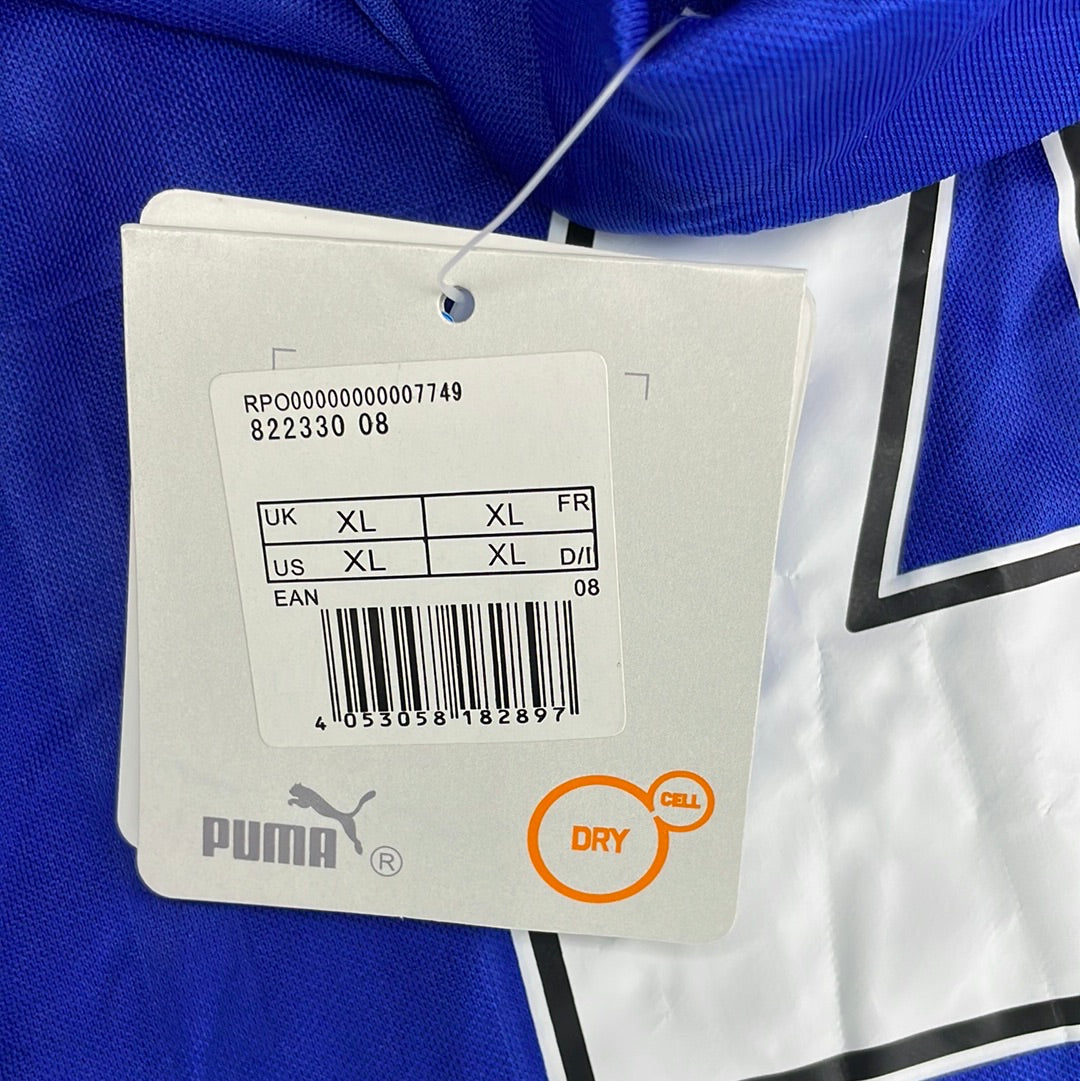 RPO00000000007749
822330 08
UK XL XL FR
US XL XL D/I
EAN 08
4 053058 182897
PUMA ®
DRY CELL